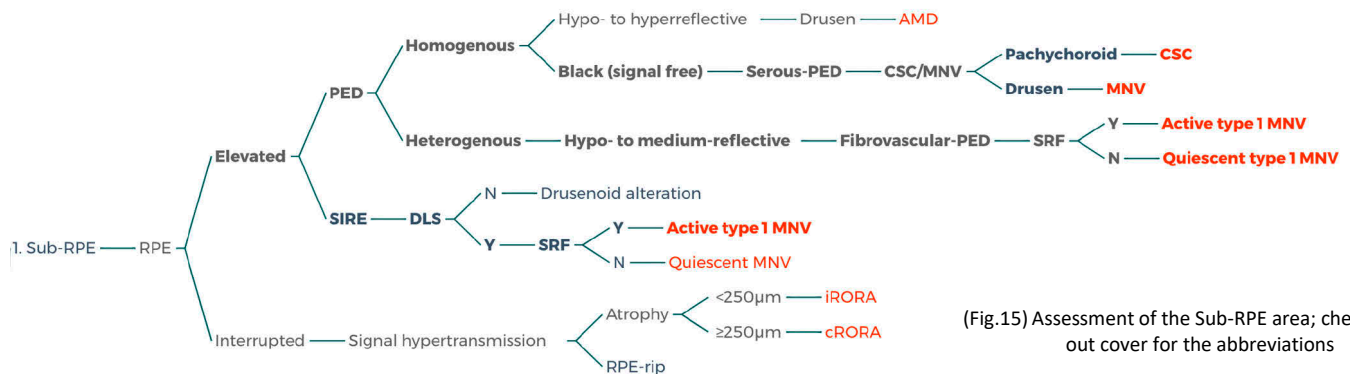 Hypo- to hyperreflective Drusen AMD
Homogenous
Black (signal free) Serous-PED CSC/MNV Pachychoroid CSC
Drusen MNV
PED
Heterogenous Hypo- to medium-reflective Fibrovascular-PED SRF Y Active type 1 MNV
N Quiescent type 1 MNV
Elevated
SIRE DLS N Drusenoid alteration
Y SRF Y Active type 1 MNV
N Quiescent MNV
1. Sub-RPE RPE
Interrupted Signal hypertransmission Atrophy <250µm iRORA
≥250µm cRORA
RPE-rip
(Fig.15) Assessment of the Sub-RPE area; che
out cover for the abbreviations